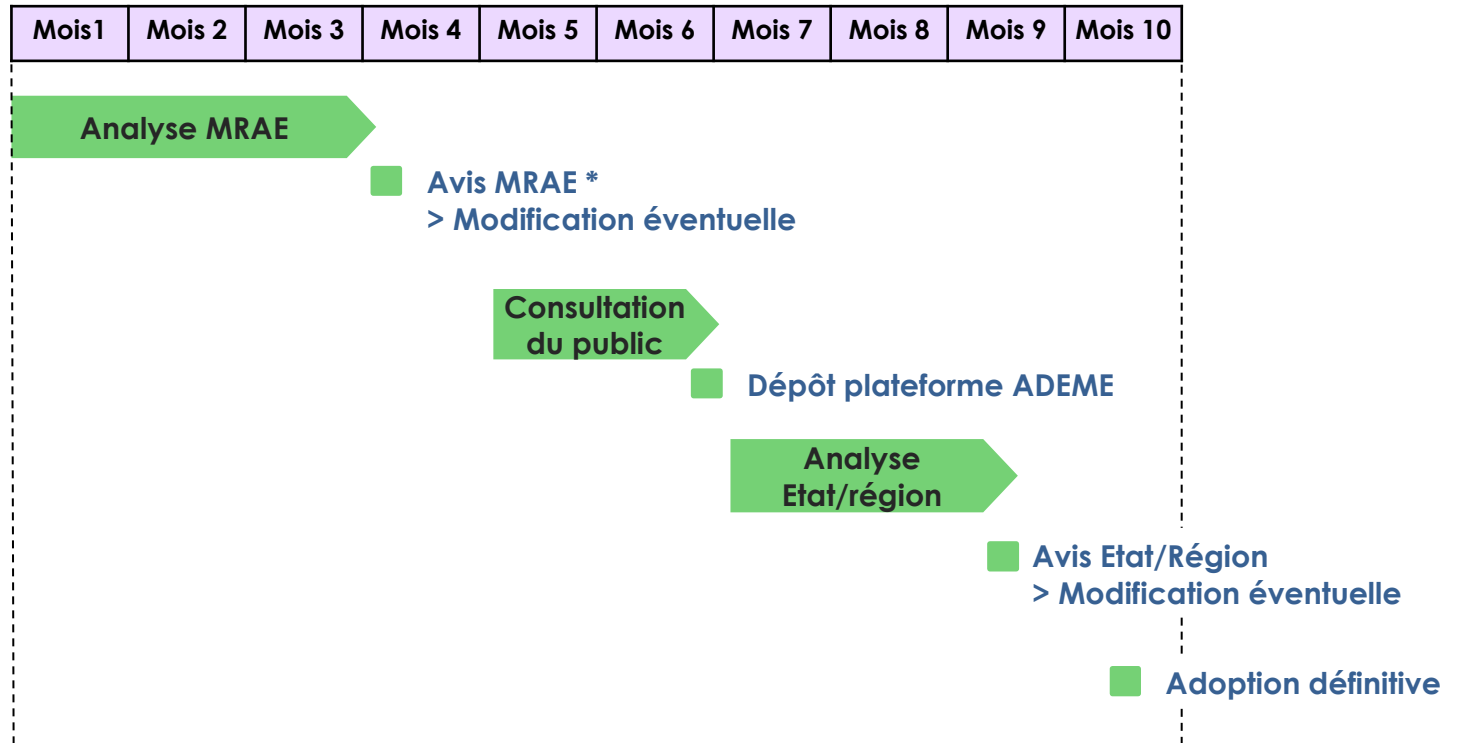 Mois1 Mois 2 Mois 3 Mois 4 Mois 5 Mois 6 Mois 7 Mois 8 Mois 9 Mois 10
Analyse MRAE
Avis MRAE *
> Modification éventuelle
Consultation
du public
Dépôt plateforme ADEME
Analyse
Etat/région
Avis Etat/Région
> Modification éventuelle
Adoption définitive